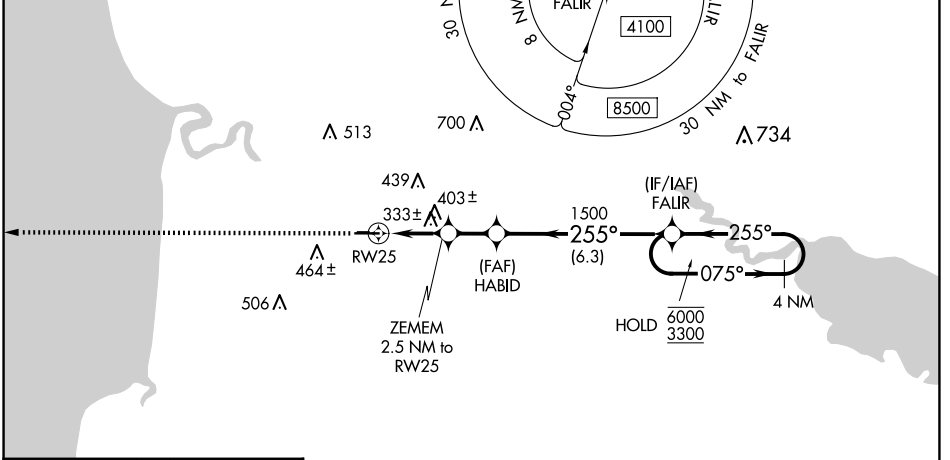 FALIR
4100
30 N
8 NM
LIR
004°
8500
30 NM to FALIR
513
700
734
439
403±
333±
(IF/IAF)
FALIR
1500
255°
(6.3)
255°
RW25
464±
(FAF)
HABID
075°
4 NM
506
HOLD
6000
3300
ZEMEM
2.5 NM to
RW25